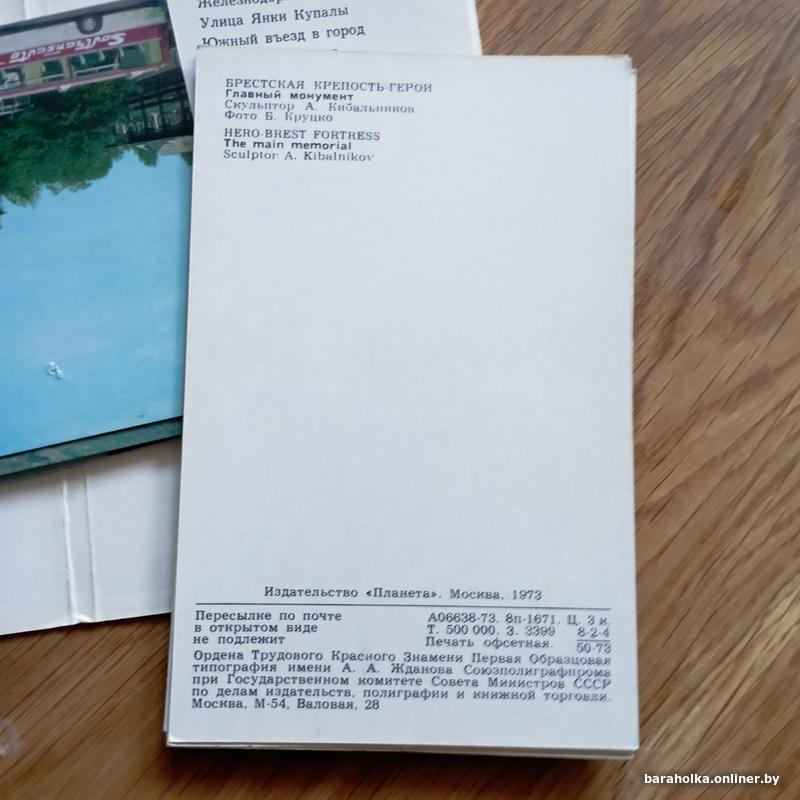 Улица Янки Купалы
Южный въезд в город
Sovtransavto
БРЕСТСКАЯ КРЕПОСТЬ-ГЕРОЙ
Главный монумент
Скульптор А. Кибальников
Фото Б. Круцко
HERO-BREST FORTRESS
The main memorial
Sculptor A. Kibalnikov
Издательство «Планета». Москва, 1973
Пересылке по почте
в открытом виде
не подлежит
А06638-73. 8п-1671. Ц. 3 к.
Т. 500 000. З. 3399 8-2-4
Печать офсетная. 50-73
Ордена Трудового Красного Знамени Первая Образцовая
типография имени А. А. Жданова Союзполиграфпрома
при Государственном комитете Совета Министров СССР
по делам издательств, полиграфии и книжной торговли.
Москва, М-54, Валовая, 28
baraholka.onliner.by